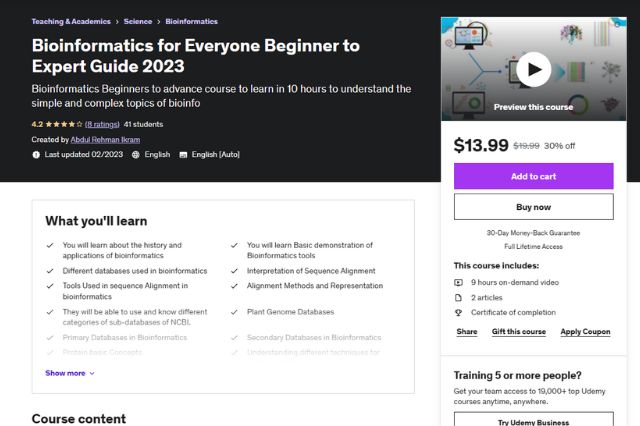 Teaching & Academics > Science > Bioinformatics
Bioinformatics for Everyone Beginner to
Expert Guide 2023
Bioinformatics Beginners to advance course to learn in 10 hours to understand the
simple and complex topics of bioinfo
4.2 (8 ratings) 41 students
Created by Abdul Rehman Ikram
Last updated 02/2023 English English [Auto]
Preview this course
$13.99 $19.99 30% off
Add to cart
Buy now
30-Day Money-Back Guarantee
Full Lifetime Access
This course includes:
9 hours on-demand video
2 articles
Certificate of completion
Share Gift this course Apply Coupon
Training 5 or more people?
Get your team access to 19,000+ top Udemy
courses anytime, anywhere.
Try Udemy Business
What you'll learn
You will learn about the history and
applications of bioinformatics
You will learn Basic demonstration of
Bioinformatics tools
Different databases used in bioinformatics
Interpretation of Sequence Alignment
Tools Used in sequence Alignment in
bioinformatics
Alignment Methods and Representation
They will be able to use and know different
categories of sub-databases of NCBI.
Plant Genome Databases
Primary Databases in Bioinformatics
Secondary Databases in Bioinformatics
Protein basic Concepts
Understanding different techniques for
Show more
Course content